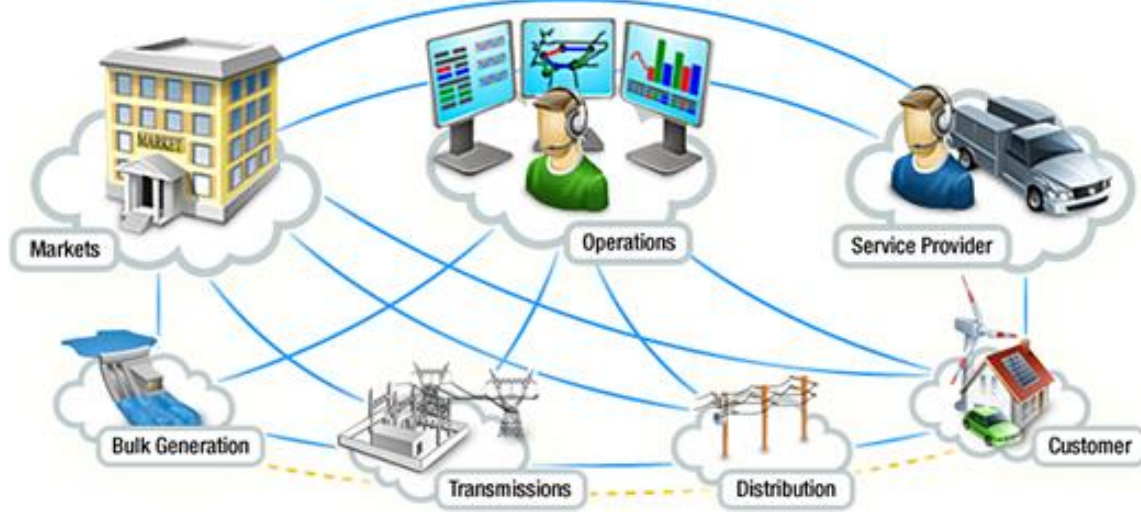 MARKET
Markets
Operations
Service Provider
Bulk Generation
Transmissions
Distribution
Customer